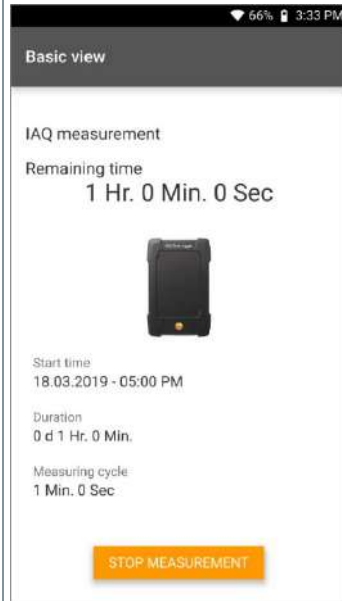 66% 3:33 PM
Basic view
IAQ measurement
Remaining time
1 Hr. 0 Min. 0 Sec
Start time
18.03.2019 - 05:00 PM
Duration
0 d 1 Hr. 0 Min.
Measuring cycle
1 Min. 0 Sec
STOP MEASUREMENT